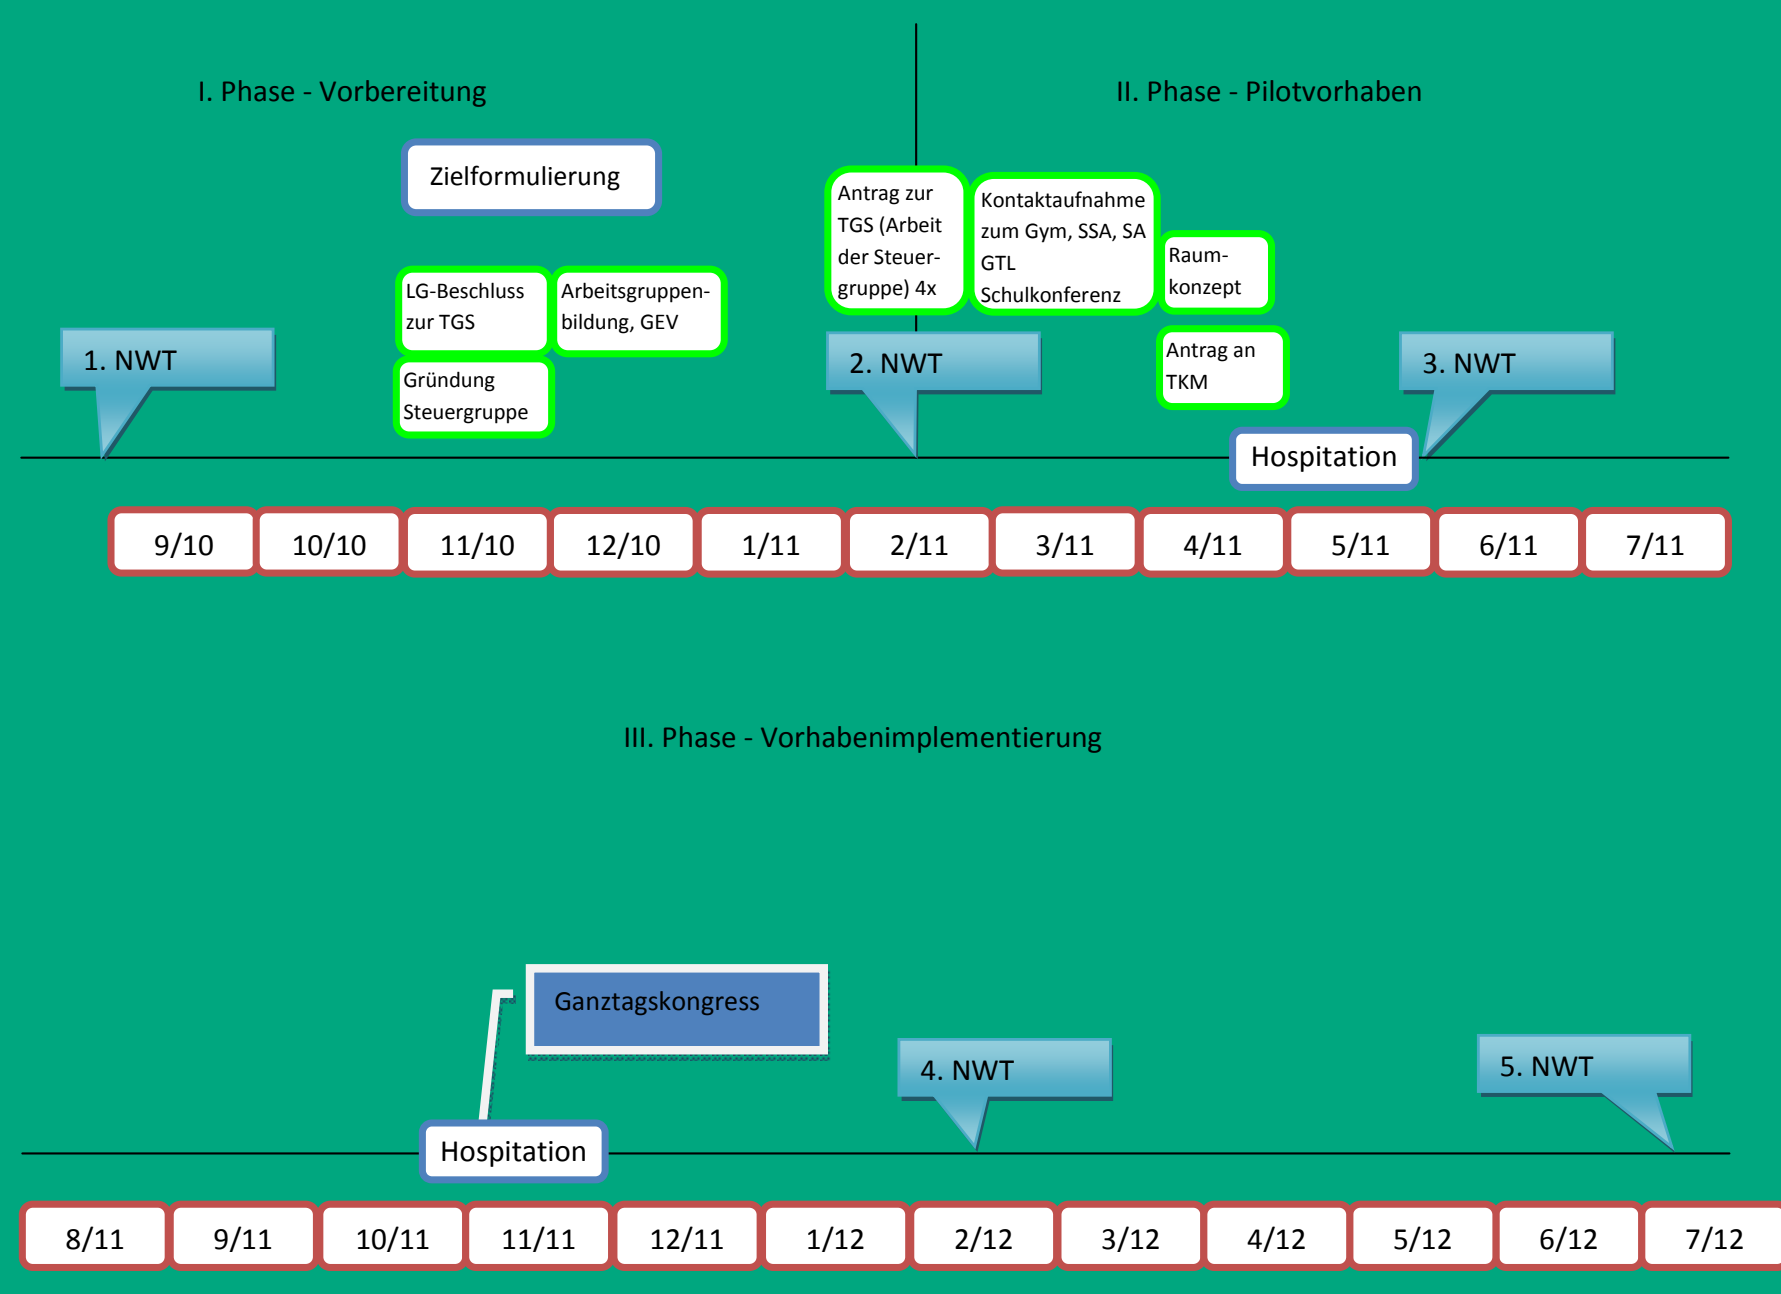 I. Phase - Vorbereitung
II. Phase - Pilotvorhaben
Zielformulierung
LG-Beschluss
zur TGS
Arbeitsgruppen-
bildung, GEV
Gründung
Steuergruppe
Antrag zur
TGS (Arbeit
der Steuer-
gruppe) 4x
Kontaktaufnahme
zum Gym, SSA, SA
GTL
Schulkonferenz
Raum-
konzept
Antrag an
TKM
1. NWT
2. NWT
3. NWT
Hospitation
9/10
10/10
11/10
12/10
1/11
2/11
3/11
4/11
5/11
6/11
7/11
III. Phase - Vorhabenimplementierung
Ganztagskongress
4. NWT
5. NWT
Hospitation
8/11
9/11
10/11
11/11
12/11
1/12
2/12
3/12
4/12
5/12
6/12
7/12